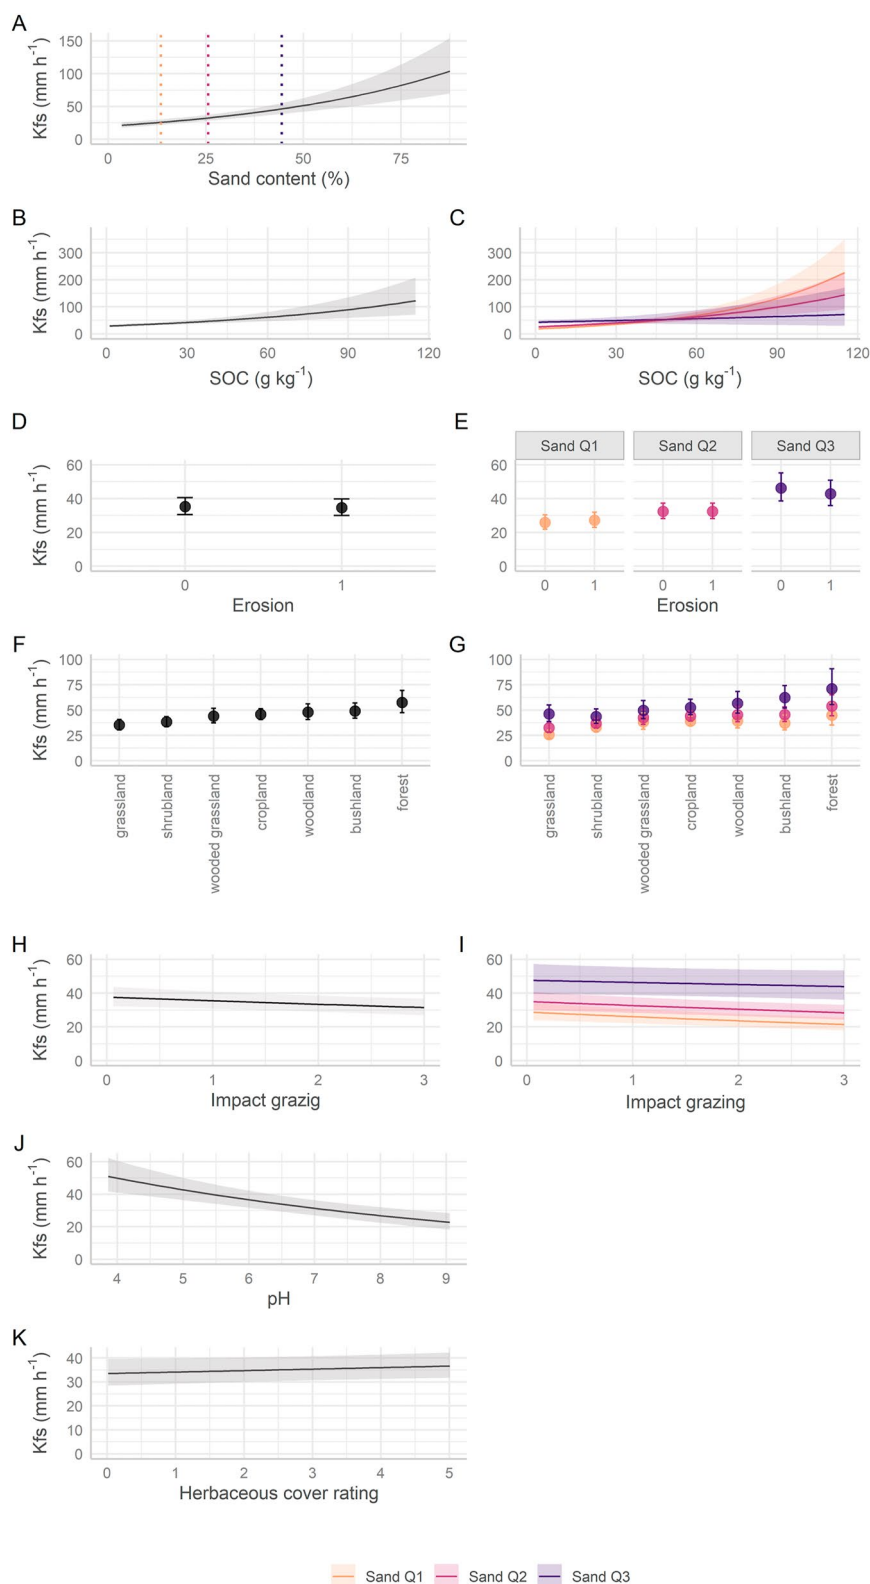 A
Kfs (mm h⁻¹)
150
100
50
0
0 25 50 75
Sand content (%)
B
Kfs (mm h⁻¹)
300
200
100
0
0 30 60 90 120
SOC (g kg⁻¹)
C
300
200
100
0
0 30 60 90 120
SOC (g kg⁻¹)
D
Kfs (mm h⁻¹)
60
40
20
0
0 1
Erosion
E
Sand Q1 Sand Q2 Sand Q3
60
40
20
0
0 1 0 1 0 1
Erosion
F
Kfs (mm h⁻¹)
100
75
50
25
0
grassland
shrubland
wooded grassland
cropland
woodland
bushland
forest
G
100
75
50
25
0
grassland
shrubland
wooded grassland
cropland
woodland
bushland
forest
H
Kfs (mm h⁻¹)
60
40
20
0
0 1 2 3
Impact grazig
I
60
40
20
0
0 1 2 3
Impact grazing
J
Kfs (mm h⁻¹)
60
40
20
0
4 5 6 7 8 9
pH
K
Kfs (mm h⁻¹)
40
30
20
10
0
0 1 2 3 4 5
Herbaceous cover rating
Sand Q1 Sand Q2 Sand Q3